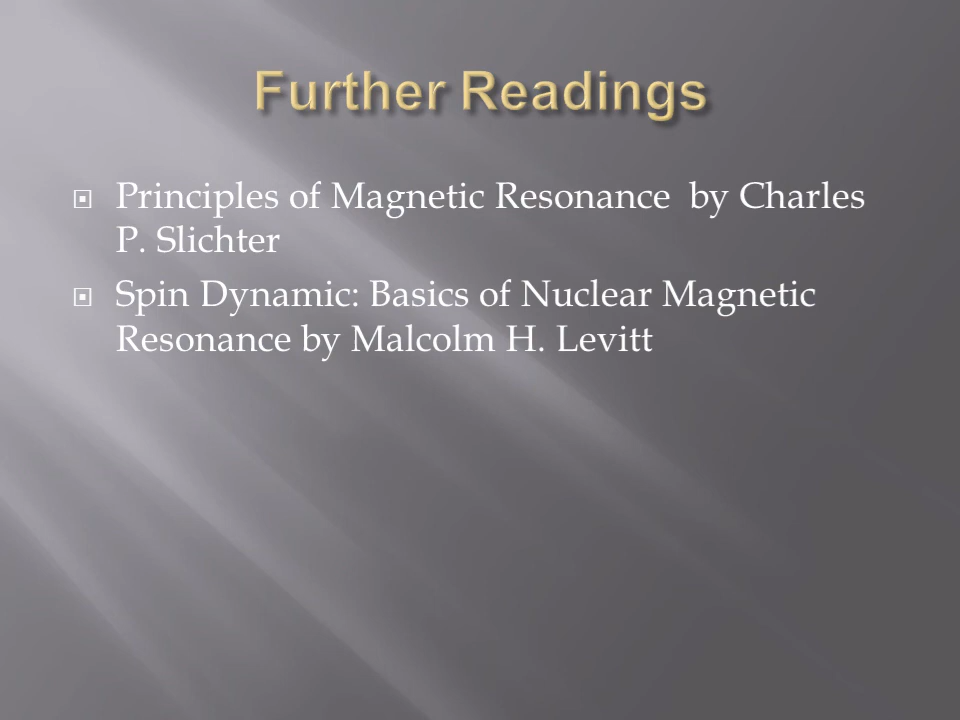 Further Readings
Principles of Magnetic Resonance  by Charles
P. Slichter
Spin Dynamic: Basics of Nuclear Magnetic
Resonance by Malcolm H. Levitt